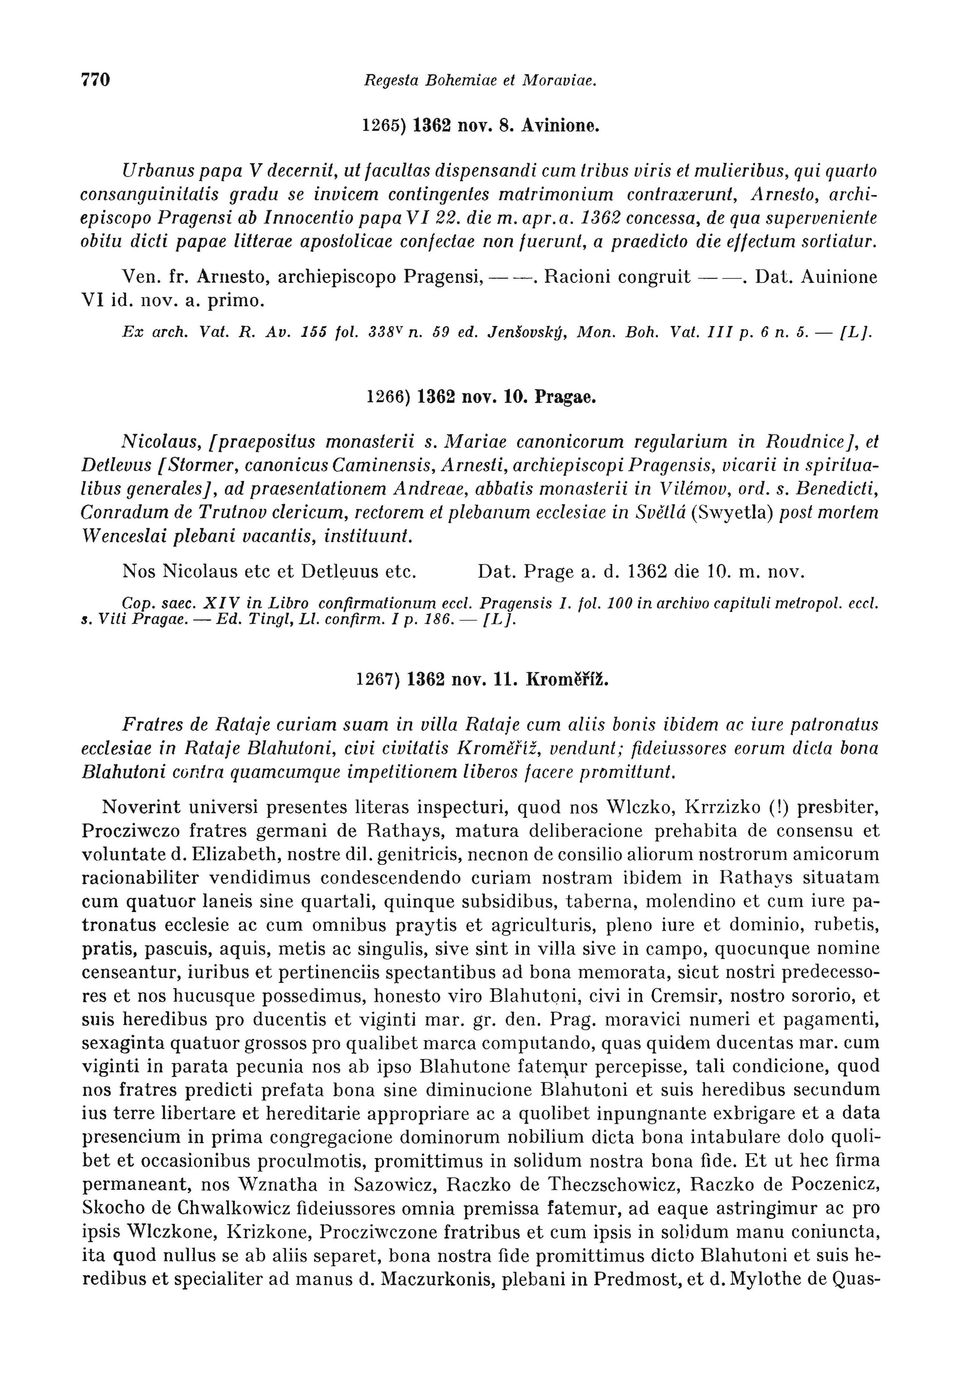 770 Regesta Bohemiae et Moraviae.
1265) 1362 nov. 8. Avinione.
Urbanus papa V decernit, ut facultas dispensandi cum tribus viris et mulieribus, qui quarto
consanguinitatis gradu se invicem contingentes matrimonium contraxerunt, Arnesto, archi-
episcopo Pragensi ab Innocentio papa VI 22. die m. apr. a. 1362 concessa, de qua superveniente
obitu dicti papae litterae apostolicae confectae non fuerunt, a praedicto die effectum sortiatur.
Ven. fr. Arnesto, archiepiscopo Pragensi, — —. Racioni congruit — —. Dat. Auinione
VI id. nov. a. primo.
Ex arch. Vat. R. Av. 155 fol. 338v n. 59 ed. Jenšovský, Mon. Boh. Vat. III p. 6 n. 5. — [L].
1266) 1362 nov. 10. Pragae.
Nicolaus, [praepositus monasterii s. Mariae canonicorum regularium in Roudnice], et
Detlevus [Stormer, canonicus Caminensis, Arnesti, archiepiscopi Pragensis, vicarii in spiritua-
libus generales], ad praesentationem Andreae, abbatis monasterii in Vilémov, ord. s. Benedicti,
Conradum de Trutnov clericum, rectorem et plebanum ecclesiae in Světlá (Swyetla) post mortem
Wenceslai plebani vacantis, instituunt.
Nos Nicolaus etc et Detleuus etc. Dat. Prage a. d. 1362 die 10. m. nov.
Cop. saec. XIV in Libro confirmationum eccl. Pragensis I. fol. 100 in archivo capituli metropol. eccl.
s. Viti Pragae. — Ed. Tingl, Ll. confirm. I p. 186. — [L].
1267) 1362 nov. 11. Kroměříž.
Fratres de Rataje curiam suam in villa Rataje cum aliis bonis ibidem ac iure patronatus
ecclesiae in Rataje Blahutoni, civi civitatis Kroměříž, vendunt; fideiussores eorum dicta bona
Blahutoni contra quamcumque impetitionem liberos facere promittunt.
Noverint universi presentes literas inspecturi, quod nos Wlczko, Krrzizko (!) presbiter,
Procziwczo fratres germani de Rathays, matura deliberacione prehabita de consensu et
voluntate d. Elizabeth, nostre dil. genitricis, necnon de consilio aliorum nostrorum amicorum
racionabiliter vendidimus condescendendo curiam nostram ibidem in Rathays situatam
cum quatuor laneis sine quartali, quinque subsidibus, taberna, molendino et cum iure pa-
tronatus ecclesie ac cum omnibus praytis et agriculturis, pleno iure et dominio, rubetis,
pratis, pascuis, aquis, metis ac singulis, sive sint in villa sive in campo, quocunque nomine
censeantur, iuribus et pertinenciis spectantibus ad bona memorata, sicut nostri predecesso-
res et nos hucusque possedimus, honesto viro Blahutoni, civi in Cremsir, nostro sororio, et
suis heredibus pro ducentis et viginti mar. gr. den. Prag. moravici numeri et pagamenti,
sexaginta quatuor grossos pro qualibet marca computando, quas quidem ducentas mar. cum
viginti in parata pecunia nos ab ipso Blahutone fatemur percepisse, tali condicione, quod
nos fratres predicti prefata bona sine diminucione Blahutoni et suis heredibus secundum
ius terre libertare et hereditarie appropriare ac a quolibet inpungnante exbrigare et a data
presencium in prima congregacione dominorum nobilium dicta bona intabulare dolo quoli-
bet et occasionibus proculmotis, promittimus in solidum nostra bona fide. Et ut hec firma
permaneant, nos Wznatha in Sazowicz, Raczko de Theczschowicz, Raczko de Poczenicz,
Skocho de Chwalkowicz fideiussores omnia premissa fatemur, ad eaque astringimur ac pro
ipsis Wlczkone, Krizkone, Procziwczone fratribus et cum ipsis in solidum manu coniuncta,
ita quod nullus se ab aliis separet, bona nostra fide promittimus dicto Blahutoni et suis he-
redibus et specialiter ad manus d. Maczurkonis, plebani in Predmost, et d. Mylothe de Quas-